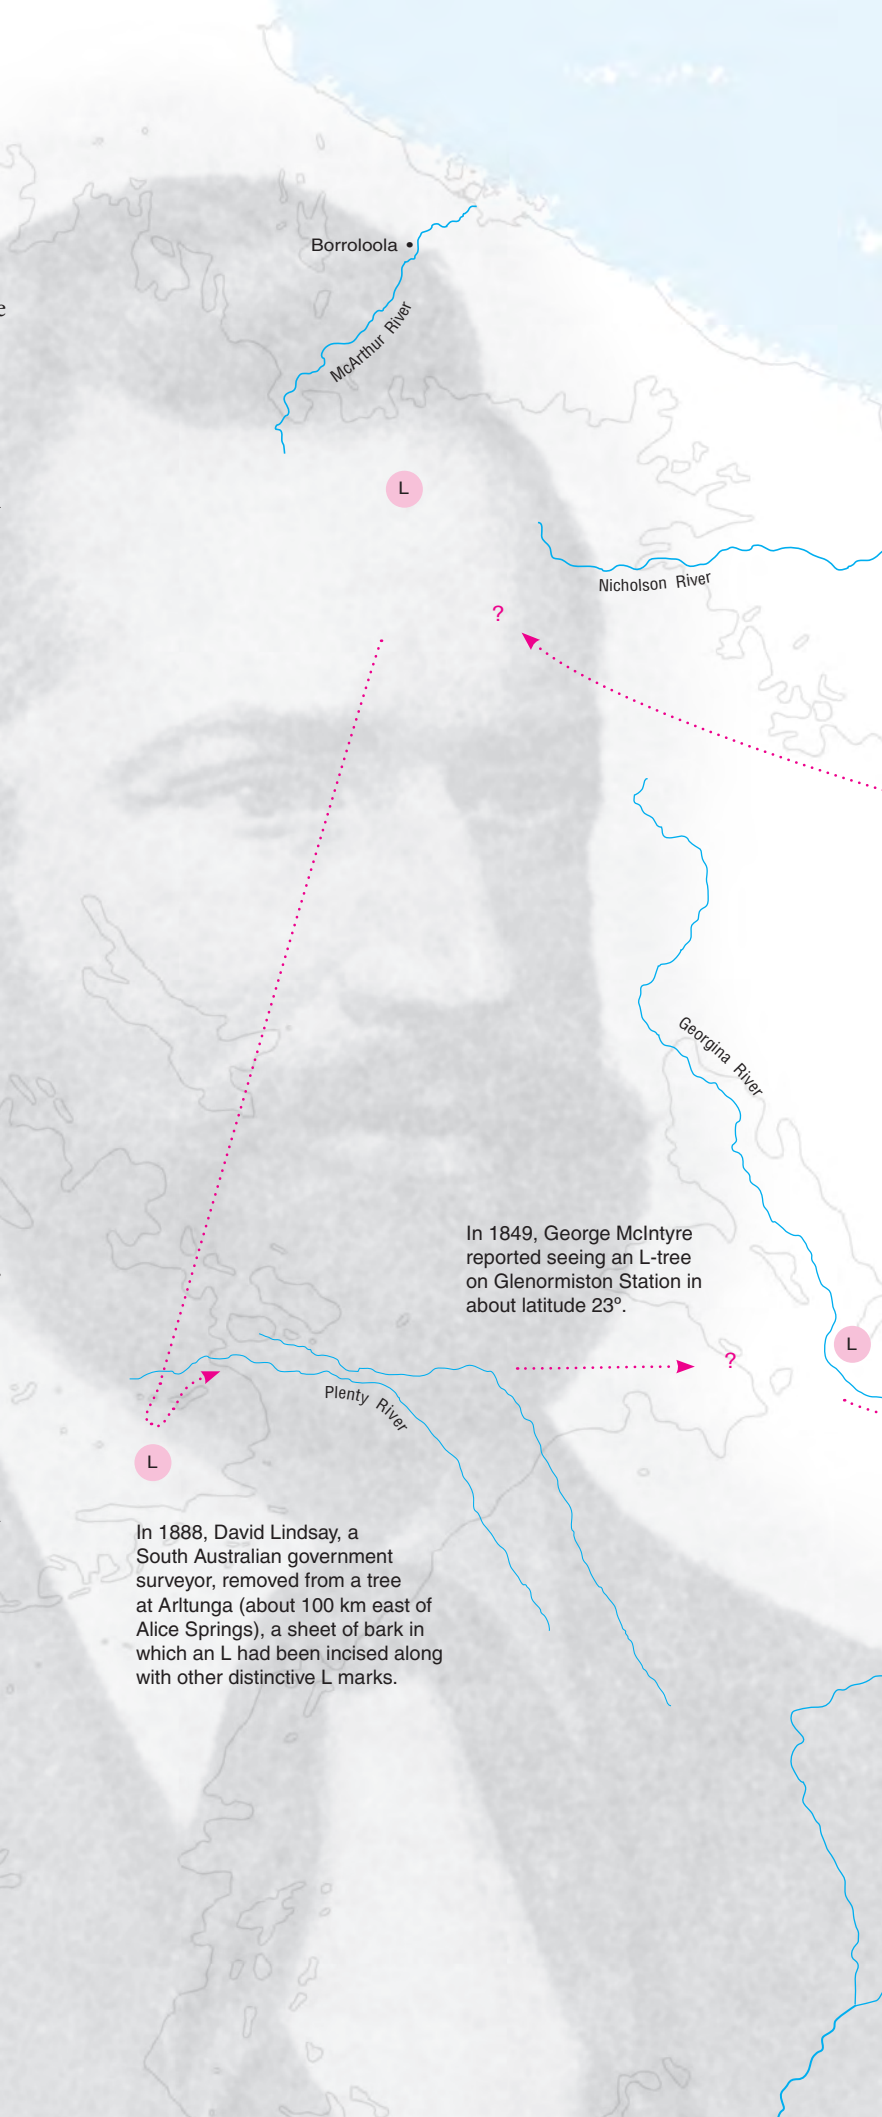 e
Borroloola
McArthur River
L
Nicholson River
?
Georgina River
In 1849, George McIntyre
reported seeing an L-tree
on Glenormiston Station in
about latitude 23º.
L
?
Plenty River
L
In 1888, David Lindsay, a
South Australian government
surveyor, removed from a tree
at Arltunga (about 100 km east of
Alice Springs), a sheet of bark in
which an L had been incised along
with other distinctive L marks.